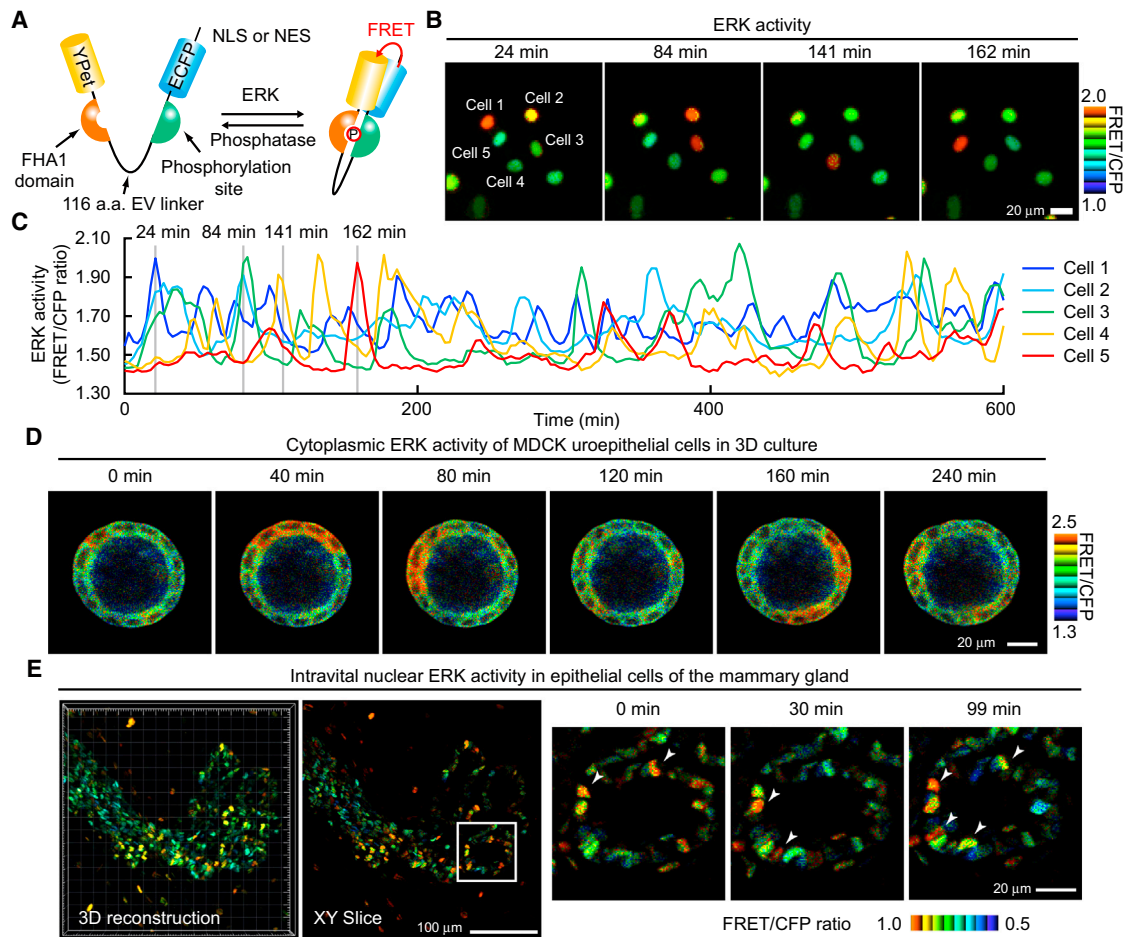 A
NLS or NES
FRET
YPet
ECFP
ERK
Phosphatase
P
FHA1
domain
Phosphorylation
site
116 a.a. EV linker
B
ERK activity
24 min
84 min
141 min
162 min
Cell 1
Cell 2
Cell 3
Cell 5
Cell 4
20 μm
2.0
FRET/CFP
1.0
C
24 min
84 min
141 min
162 min
2.10
1.90
1.70
1.50
1.30
ERK activity
(FRET/CFP ratio)
0
200
400
600
Time (min)
Cell 1
Cell 2
Cell 3
Cell 4
Cell 5
D
Cytoplasmic ERK activity of MDCK uroepithelial cells in 3D culture
0 min
40 min
80 min
120 min
160 min
240 min
20 μm
2.5
FRET/CFP
1.3
E
Intravital nuclear ERK activity in epithelial cells of the mammary gland
0 min
30 min
99 min
3D reconstruction
XY Slice
100 μm
20 μm
FRET/CFP ratio
1.0
0.5